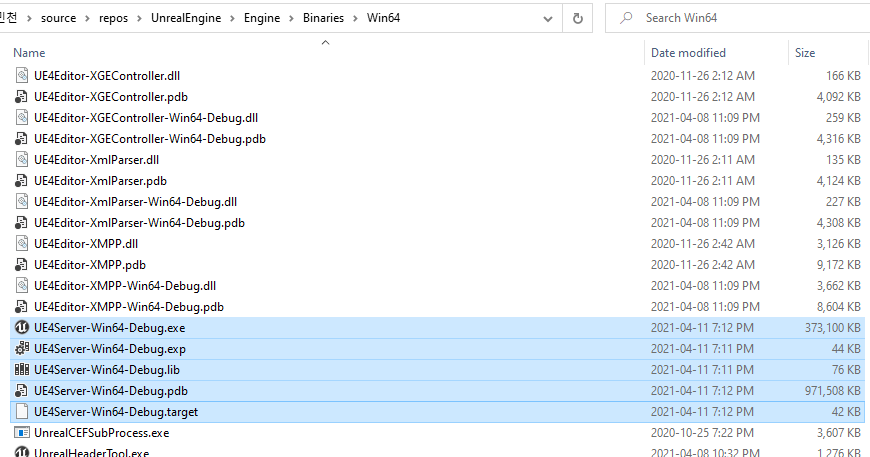 민천 > source > repos > UnrealEngine > Engine > Binaries > Win64 Search Win64
Name Date modified Size
UE4Editor-XGEController.dll 2020-11-26 2:12 AM 166 KB
UE4Editor-XGEController.pdb 2020-11-26 2:12 AM 4,092 KB
UE4Editor-XGEController-Win64-Debug.dll 2021-04-08 11:09 PM 259 KB
UE4Editor-XGEController-Win64-Debug.pdb 2021-04-08 11:09 PM 4,316 KB
UE4Editor-XmlParser.dll 2020-11-26 2:11 AM 135 KB
UE4Editor-XmlParser.pdb 2020-11-26 2:11 AM 4,124 KB
UE4Editor-XmlParser-Win64-Debug.dll 2021-04-08 11:09 PM 227 KB
UE4Editor-XmlParser-Win64-Debug.pdb 2021-04-08 11:09 PM 4,308 KB
UE4Editor-XMPP.dll 2020-11-26 2:42 AM 3,126 KB
UE4Editor-XMPP.pdb 2020-11-26 2:42 AM 9,172 KB
UE4Editor-XMPP-Win64-Debug.dll 2021-04-08 11:09 PM 3,662 KB
UE4Editor-XMPP-Win64-Debug.pdb 2021-04-08 11:09 PM 8,604 KB
UE4Server-Win64-Debug.exe 2021-04-11 7:12 PM 373,100 KB
UE4Server-Win64-Debug.exp 2021-04-11 7:11 PM 44 KB
UE4Server-Win64-Debug.lib 2021-04-11 7:11 PM 76 KB
UE4Server-Win64-Debug.pdb 2021-04-11 7:12 PM 971,508 KB
UE4Server-Win64-Debug.target 2021-04-11 7:12 PM 42 KB
UnrealCEFSubProcess.exe 2020-10-25 7:22 PM 3,607 KB
UnrealHeaderTool.exe 2021-04-08 10:32 PM 1,276 KB